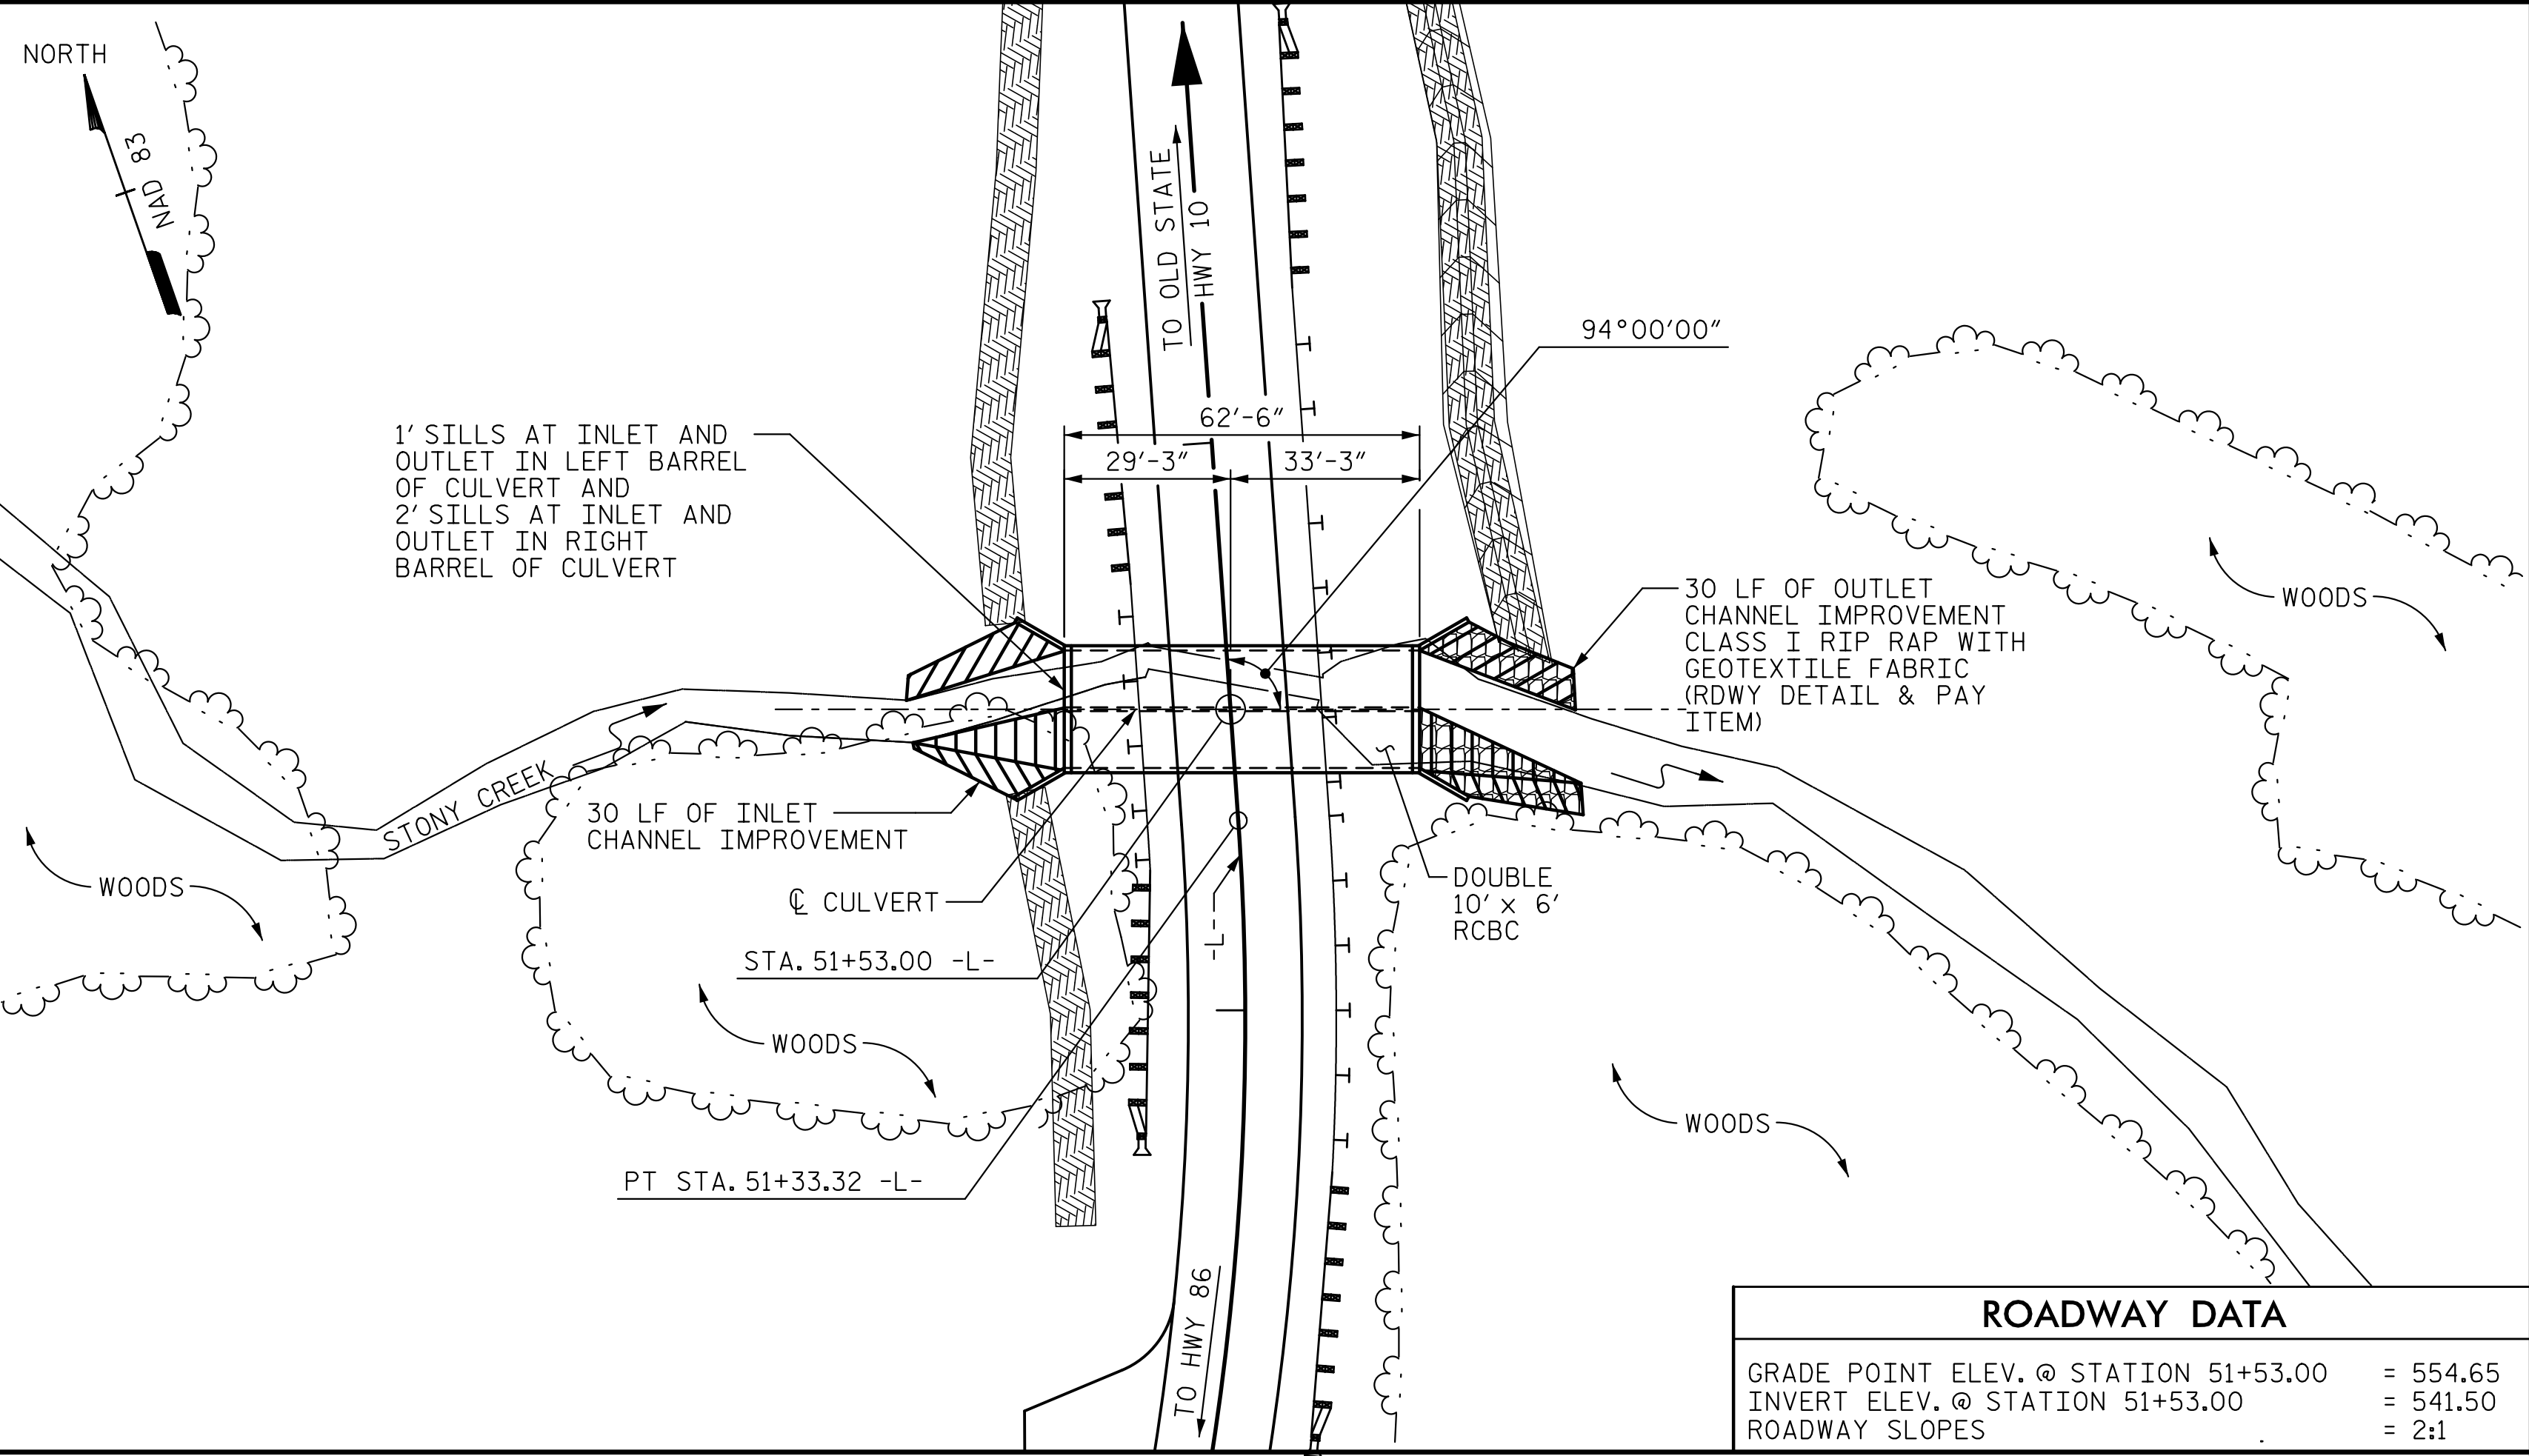 NORTH
NAD 83
TO OLD STATE
HWY 10
94°00'00"
62'-6"
29'-3"
33'-3"
1' SILLS AT INLET AND
OUTLET IN LEFT BARREL
OF CULVERT AND
2' SILLS AT INLET AND
OUTLET IN RIGHT
BARREL OF CULVERT
30 LF OF OUTLET
CHANNEL IMPROVEMENT
CLASS I RIP RAP WITH
GEOTEXTILE FABRIC
(RDWY DETAIL & PAY
ITEM)
WOODS
STONY CREEK
30 LF OF INLET
CHANNEL IMPROVEMENT
WOODS
℄ CULVERT
DOUBLE
10' x 6'
RCBC
-L-
STA. 51+53.00 -L-
WOODS
WOODS
PT STA. 51+33.32 -L-
TO HWY 86
ROADWAY DATA
GRADE POINT ELEV. @ STATION 51+53.00 = 554.65
INVERT ELEV. @ STATION 51+53.00 = 541.50
ROADWAY SLOPES = 2:1